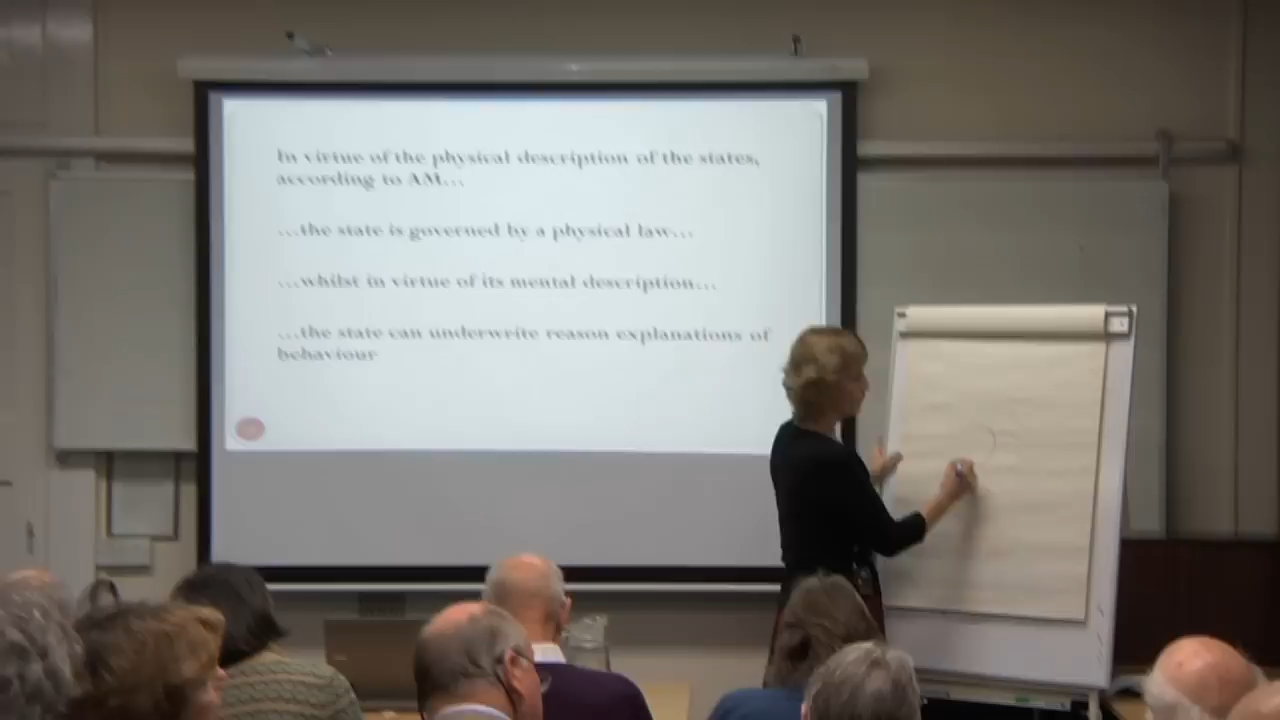 In virtue of the physical description of the states,
according to AM…
…the state is governed by a physical law…
…whilst in virtue of its mental description…
…the state can underwrite reason explanations of
behaviour